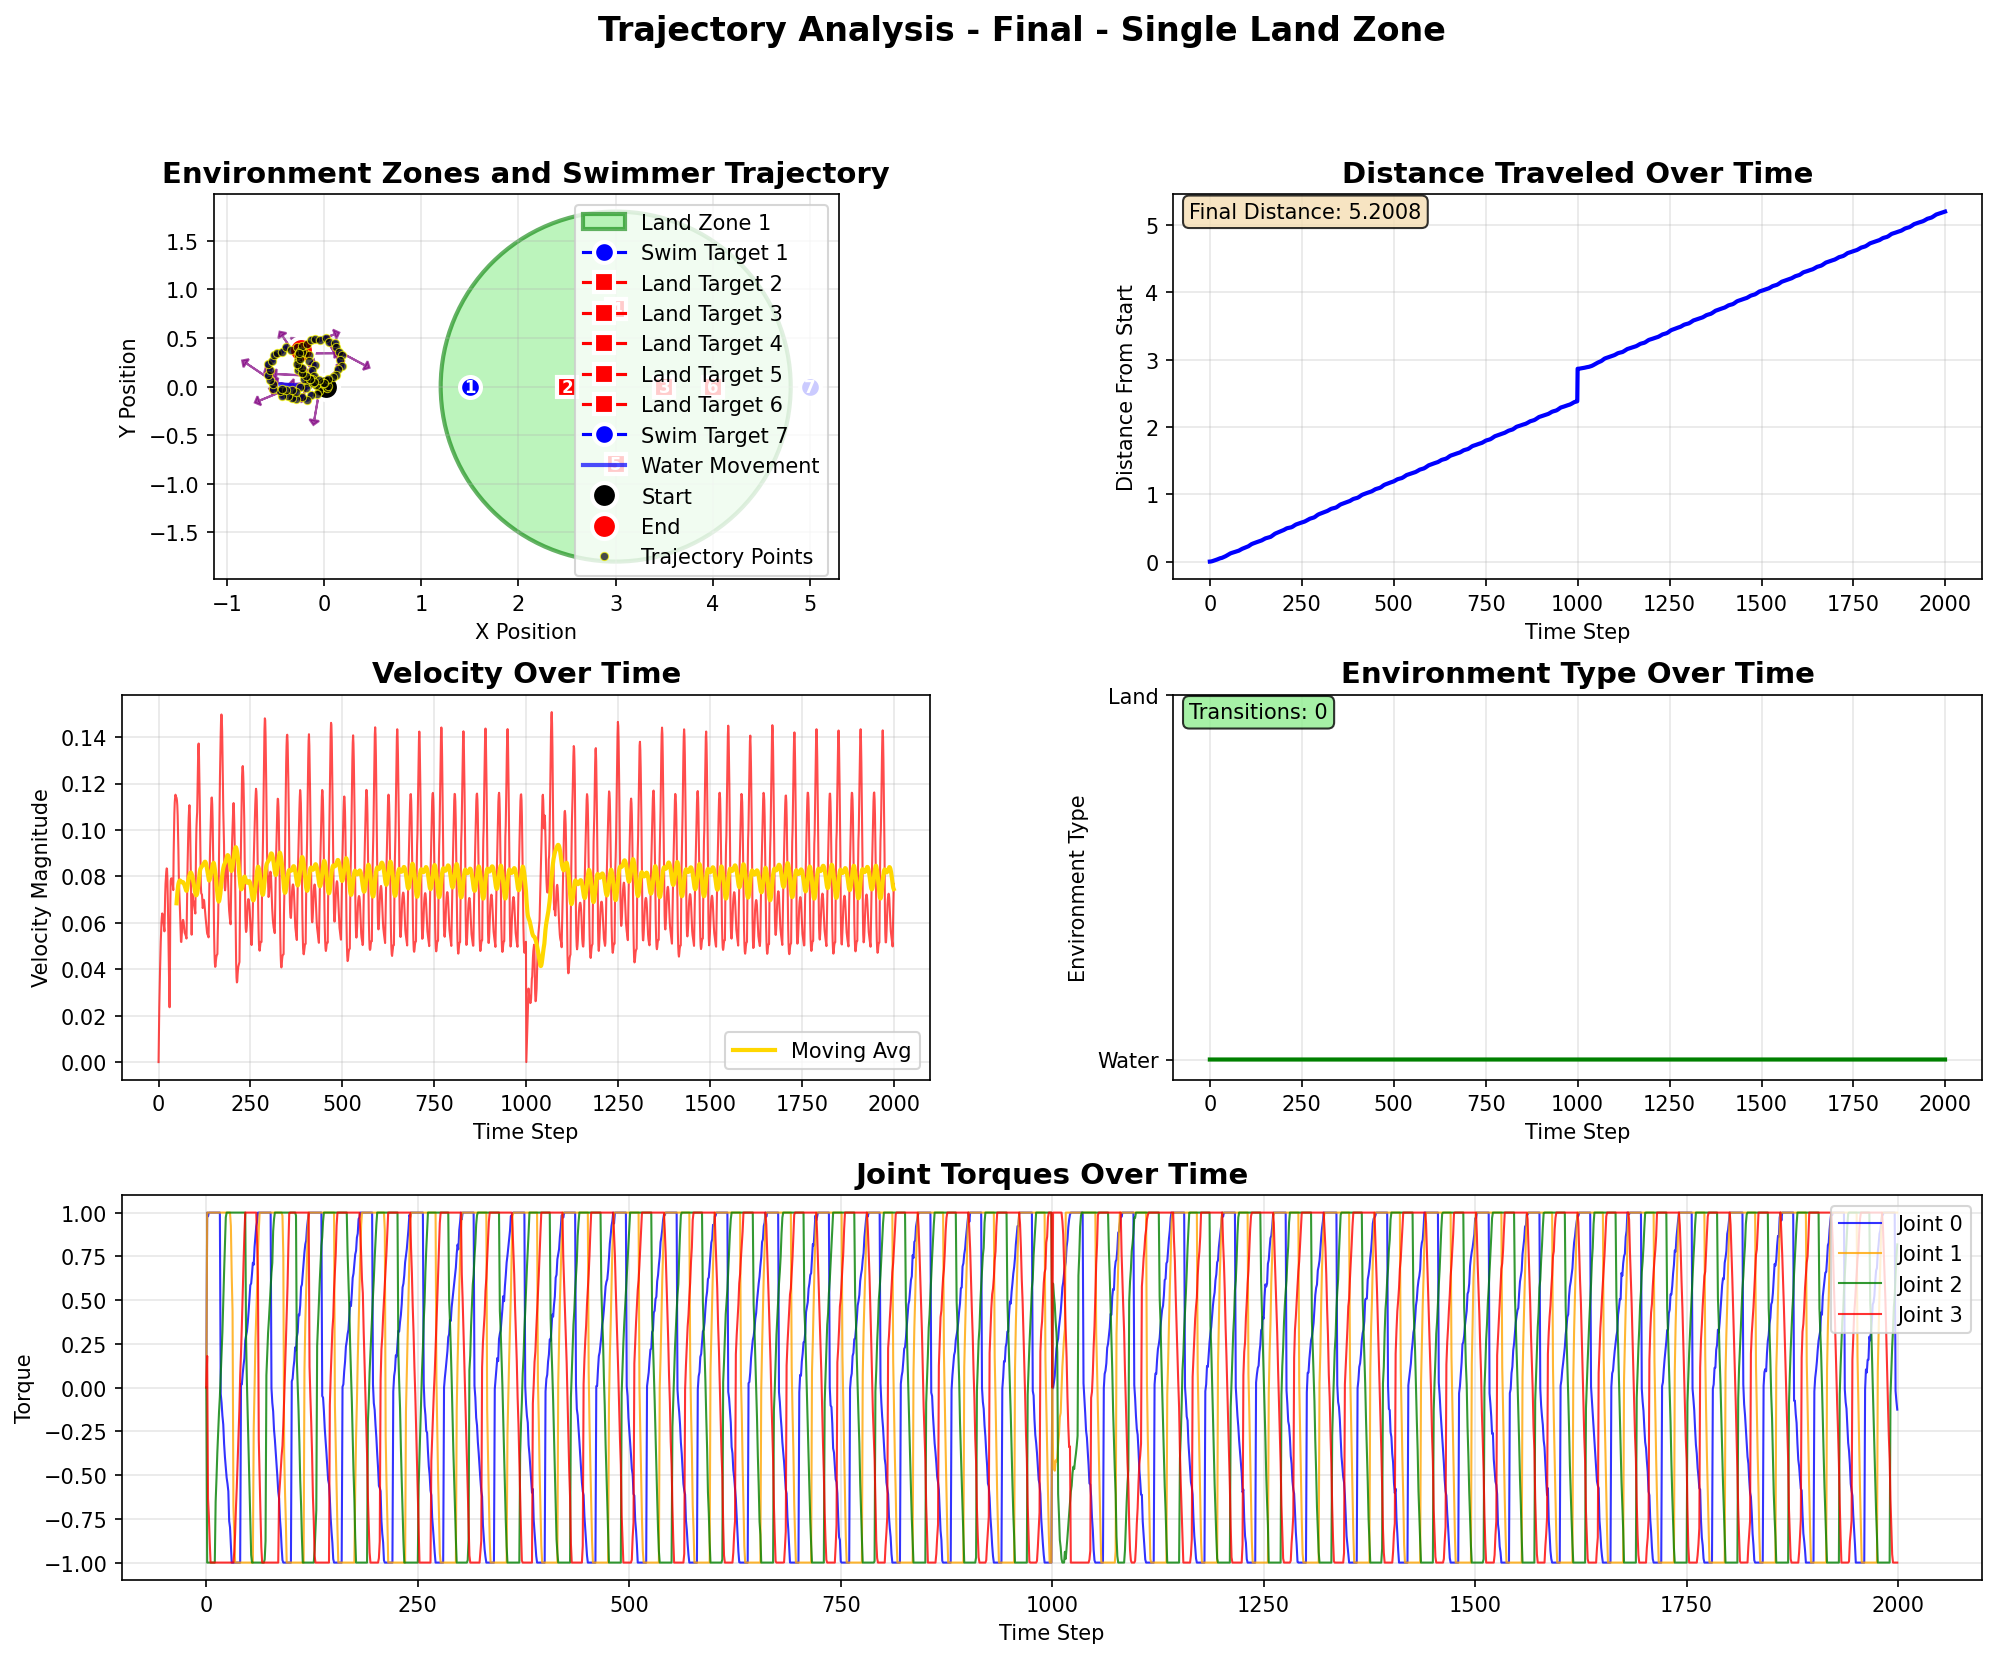 Trajectory Analysis - Final - Single Land Zone
Environment Zones and Swimmer Trajectory
Y Position
1.5
1.0
0.5
0.0
−0.5
−1.0
−1.5
−1
0
1
2
3
4
5
X Position
1
2
3
6
7
5
Land Zone 1
Swim Target 1
Land Target 2
Land Target 3
Land Target 4
Land Target 5
Land Target 6
Swim Target 7
Water Movement
Start
End
Trajectory Points
Distance Traveled Over Time
Final Distance: 5.2008
Distance From Start
5
4
3
2
1
0
0
250
500
750
1000
1250
1500
1750
2000
Time Step
Velocity Over Time
Velocity Magnitude
0.14
0.12
0.10
0.08
0.06
0.04
0.02
0.00
Moving Avg
0
250
500
750
1000
1250
1500
1750
2000
Time Step
Environment Type Over Time
Transitions: 0
Environment Type
Land
Water
0
250
500
750
1000
1250
1500
1750
2000
Time Step
Joint Torques Over Time
Torque
1.00
0.75
0.50
0.25
0.00
−0.25
−0.50
−0.75
−1.00
Joint 0
Joint 1
Joint 2
Joint 3
0
250
500
750
1000
1250
1500
1750
2000
Time Step